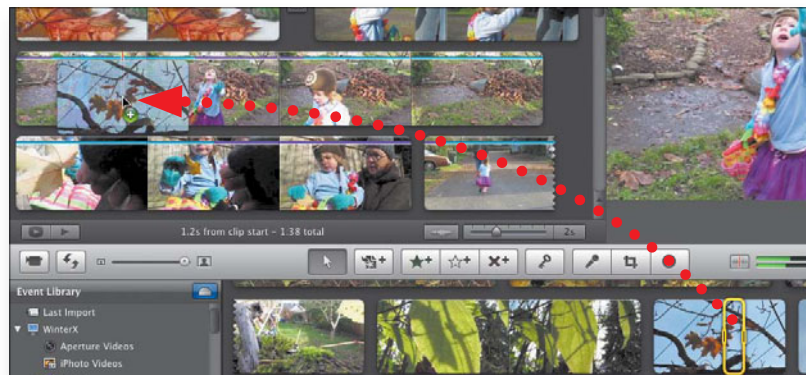 1.2s from clip start - 1.38 total
2s
Event Library
Last Import
WinterX
Aperture Videos
iPhoto Videos